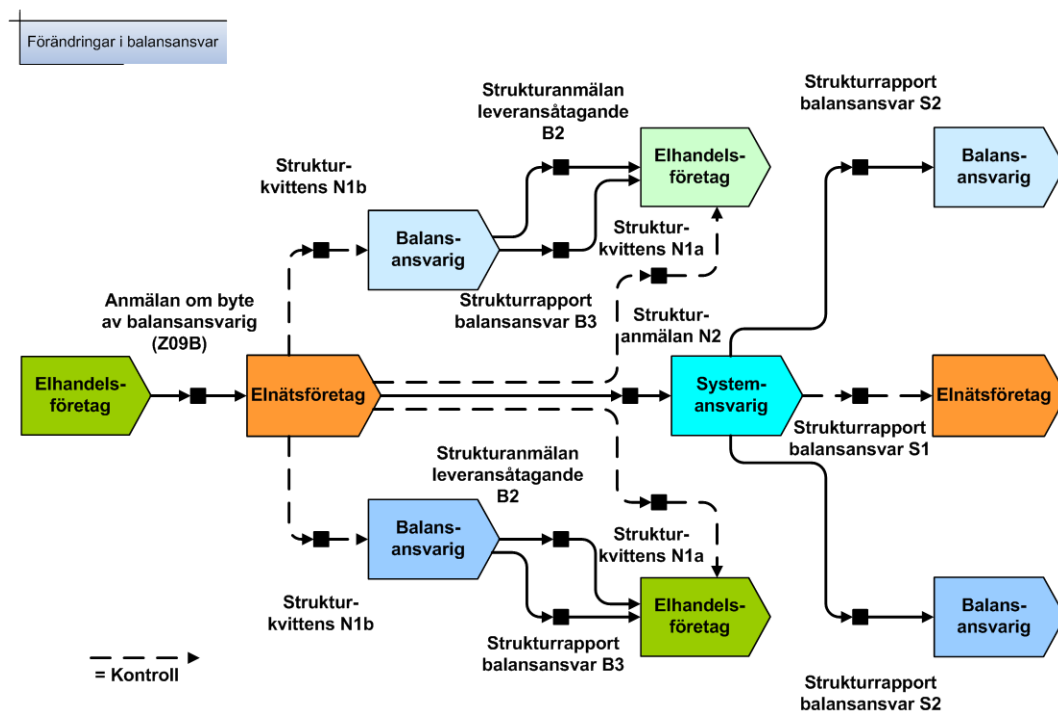 Förändringar i balansansvar
Strukturanmälan
leveransåtagande
B2
Strukturrapport
balansansvar S2
Struktur-
kvittens N1b
Elhandels-
företag
Balans-
ansvarig
Balans-
ansvarig
Struktur-
kvittens N1a
Anmälan om byte
av balansansvarig
(Z09B)
Strukturrapport
balansansvar B3
Struktur-
anmälan N2
Elhandels-
företag
Elnätsföretag
System-
ansvarig
Elnätsföretag
Strukturrapport
balansansvar S1
Strukturanmälan
leveransåtagande
B2
Balans-
ansvarig
Struktur-
kvittens N1a
Struktur-
kvittens N1b
Elhandels-
företag
Balans-
ansvarig
Strukturrapport
balansansvar B3
= Kontroll
Strukturrapport
balansansvar S2